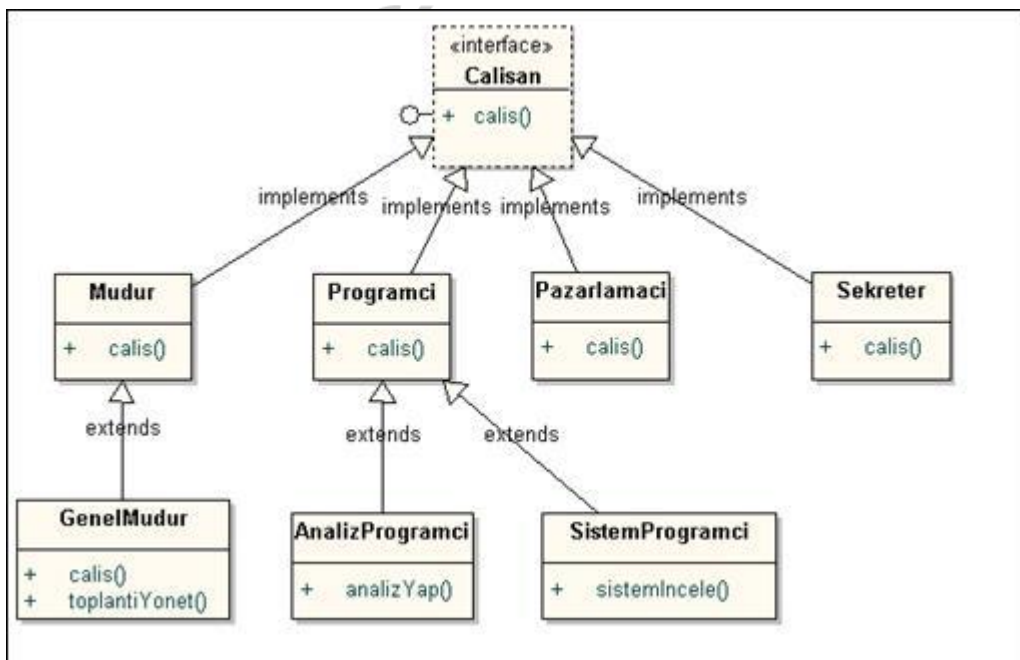 «interface»
Calisan
+ calis()
implements
implements
implements
implements
Mudur
+ calis()
Programci
+ calis()
Pazarlamaci
+ calis()
Sekreter
+ calis()
extends
extends
extends
GenelMudur
+ calis()
+ toplantiYonet()
AnalizProgramci
+ analizYap()
SistemProgramci
+ sistemIncele()